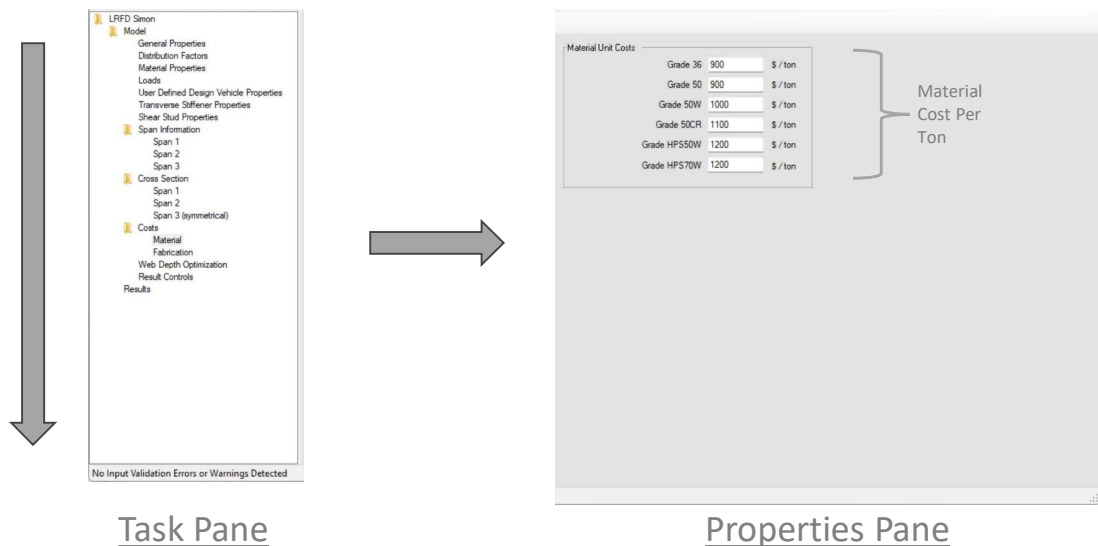 LRFD Simon
Model
General Properties
Distribution Factors
Material Properties
Loads
User Defined Design Vehicle Properties
Transverse Stiffener Properties
Shear Stud Properties
Span Information
Span 1
Span 2
Span 3
Cross Section
Span 1
Span 2
Span 3 (symmetrical)
Costs
Material
Fabrication
Web Depth Optimization
Result Controls
Results
No Input Validation Errors or Warnings Detected
Task Pane
Material Unit Costs
Grade 36 900 $ / ton
Grade 50 900 $ / ton
Grade 50W 1000 $ / ton
Grade 50CR 1100 $ / ton
Grade HPS50W 1200 $ / ton
Grade HPS70W 1200 $ / ton
Material
Cost Per
Ton
Properties Pane